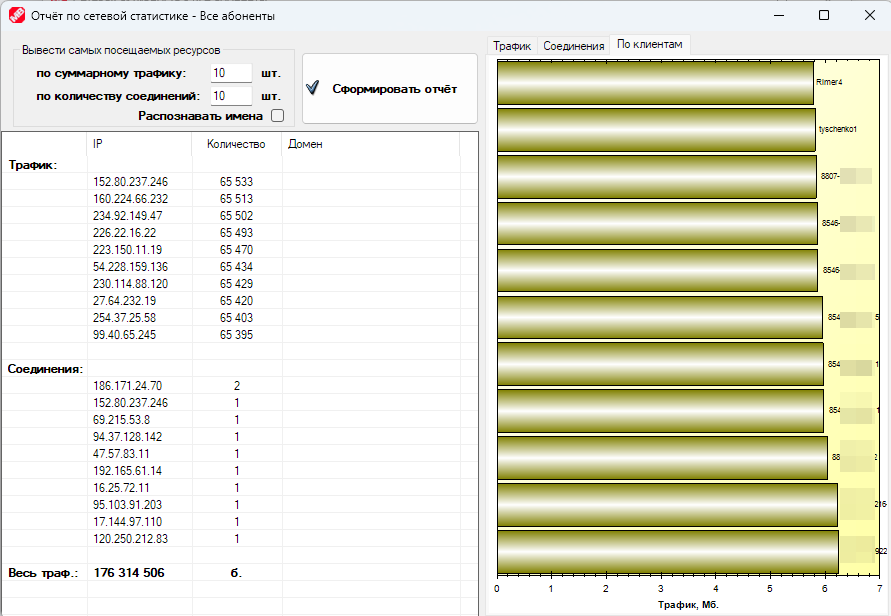 Отчёт по сетевой статистике - Все абоненты
Вывести самых посещаемых ресурсов
по суммарному трафику: 10 шт.
по количеству соединений: 10 шт.
Распознавать имена
Сформировать отчёт
IP Количество Домен
Трафик:
152.80.237.246 65 533
160.224.66.232 65 513
234.92.149.47 65 502
226.22.16.22 65 493
223.150.11.19 65 470
54.228.159.136 65 434
230.114.88.120 65 429
27.64.232.19 65 420
254.37.25.58 65 403
99.40.65.245 65 395
Соединения:
186.171.24.70 2
152.80.237.246 1
69.215.53.8 1
94.37.128.142 1
47.57.83.11 1
192.165.61.14 1
16.25.72.11 1
95.103.91.203 1
17.144.97.110 1
120.250.212.83 1
Весь траф.: 176 314 506 б.
Трафик Соединения По клиентам
Rimer4
tyschenko1
8807-
8546-
8546-
854 5
854 1
854 1
88 2
216-
922
0 1 2 3 4 5 6 7
Трафик, Мб.